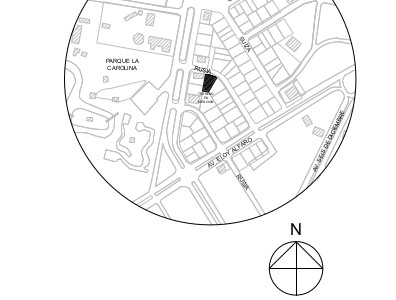 SUIZA
PARQUE LA
CAROLINA
RUSIA
AV. ELOY ALFARO
AV. SEIS DE DICIEMBRE
RUSIA
N